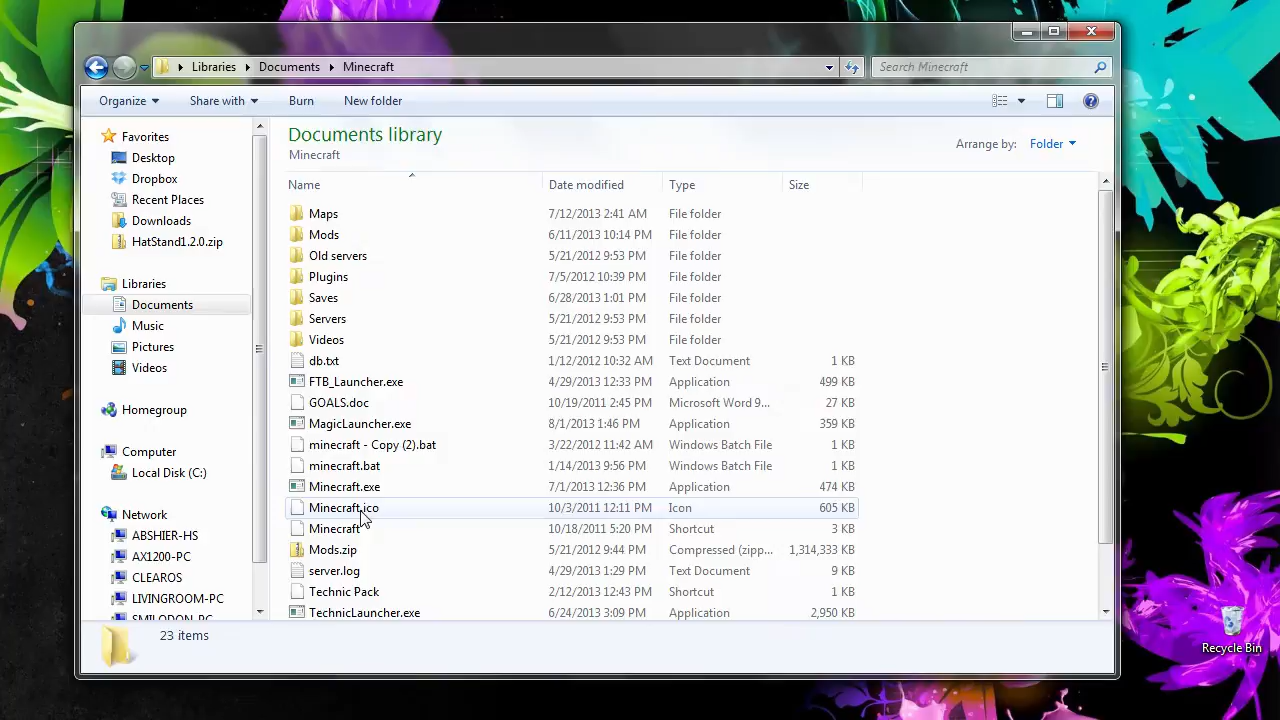 Libraries Documents Minecraft
Search Minecraft
Organize Share with Burn New folder
Favorites
Desktop
Dropbox
Recent Places
Downloads
HatStand1.2.0.zip
Libraries
Documents
Music
Pictures
Videos
Homegroup
Computer
Local Disk (C:)
Network
ABSHIER-HS
AX1200-PC
CLEAROS
LIVINGROOM-PC
SMILODON-PC
Documents library
Minecraft
Arrange by: Folder
Name Date modified Type Size
Maps 7/12/2013 2:41 AM File folder
Mods 6/11/2013 10:14 PM File folder
Old servers 5/21/2012 9:53 PM File folder
Plugins 7/5/2012 10:39 PM File folder
Saves 6/28/2013 1:01 PM File folder
Servers 5/21/2012 9:53 PM File folder
Videos 5/21/2012 9:53 PM File folder
db.txt 1/12/2012 10:32 AM Text Document 1 KB
FTB_Launcher.exe 4/29/2013 12:33 PM Application 499 KB
GOALS.doc 10/19/2011 2:45 PM Microsoft Word 9... 27 KB
MagicLauncher.exe 8/1/2013 1:46 PM Application 359 KB
minecraft - Copy (2).bat 3/22/2012 11:42 AM Windows Batch File 1 KB
minecraft.bat 1/14/2013 9:56 PM Windows Batch File 1 KB
Minecraft.exe 7/1/2013 12:36 PM Application 474 KB
Minecraft.ico 10/3/2011 12:11 PM Icon 605 KB
Minecraft 10/18/2011 5:20 PM Shortcut 3 KB
Mods.zip 5/21/2012 9:44 PM Compressed (zipp... 1,314,333 KB
server.log 4/29/2013 1:29 PM Text Document 9 KB
Technic Pack 2/12/2013 12:43 PM Shortcut 1 KB
TechnicLauncher.exe 6/24/2013 3:09 PM Application 2,950 KB
23 items
Recycle Bin